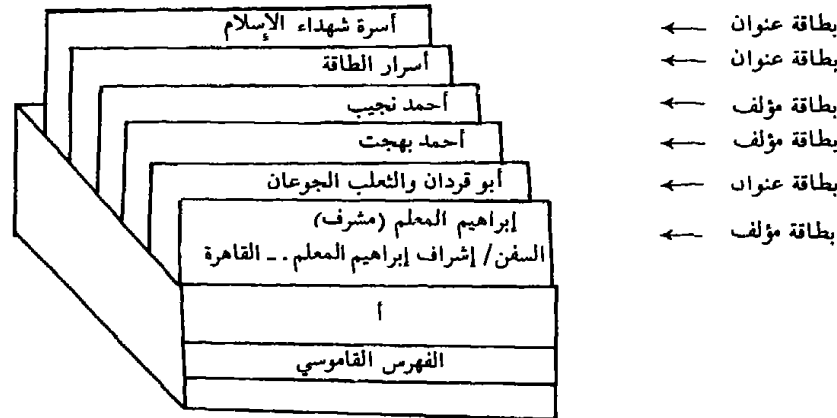 أسرة شهداء الإسلام
بطاقة عنوان
أسرار الطاقة
بطاقة عنوان
أحمد نجيب
بطاقة مؤلف
أحمد بهجت
بطاقة مؤلف
أبو قردان والثعلب الجوعان
بطاقة عنوان
إبراهيم المعلم (مشرف)
بطاقة مؤلف
السفن/ إشراف إبراهيم المعلم. ــ القاهرة
أ
الفهرس القاموسي